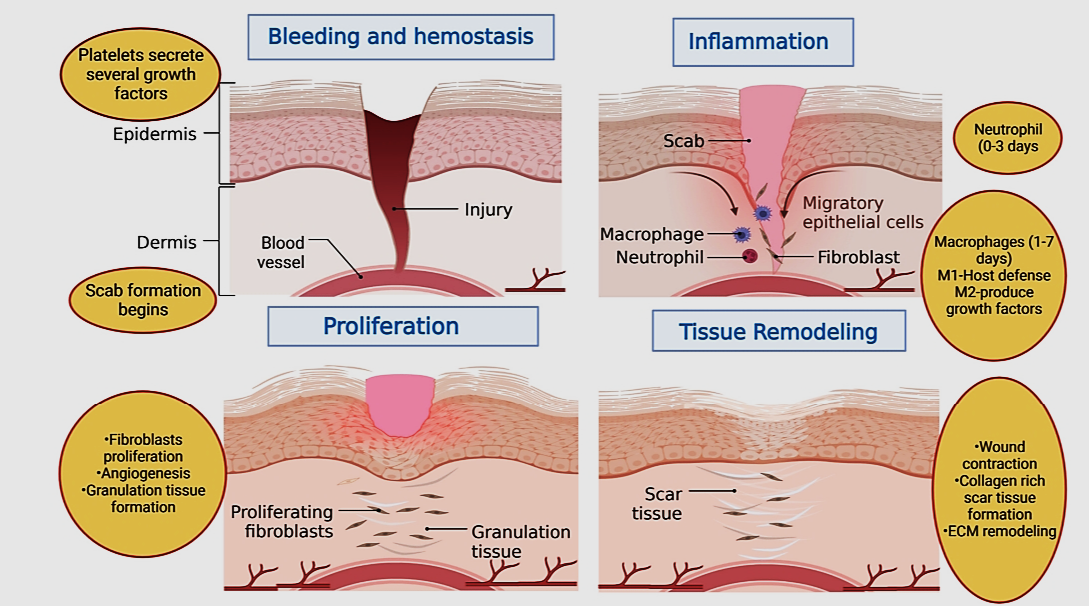 Bleeding and hemostasis
Platelets secrete
several growth
factors
Epidermis
Dermis
Injury
Blood
vessel
Scab formation
begins
Inflammation
Scab
Neutrophil
(0-3 days
Migratory
epithelial cells
Macrophage
Neutrophil
Fibroblast
Macrophages (1-7
days)
M1-Host defense
M2-produce
growth factors
Proliferation
•Fibroblasts
proliferation
•Angiogenesis
•Granulation tissue
formation
Proliferating
fibroblasts
Granulation
tissue
Tissue Remodeling
Scar
tissue
•Wound
contraction
•Collagen rich
scar tissue
formation
•ECM remodeling